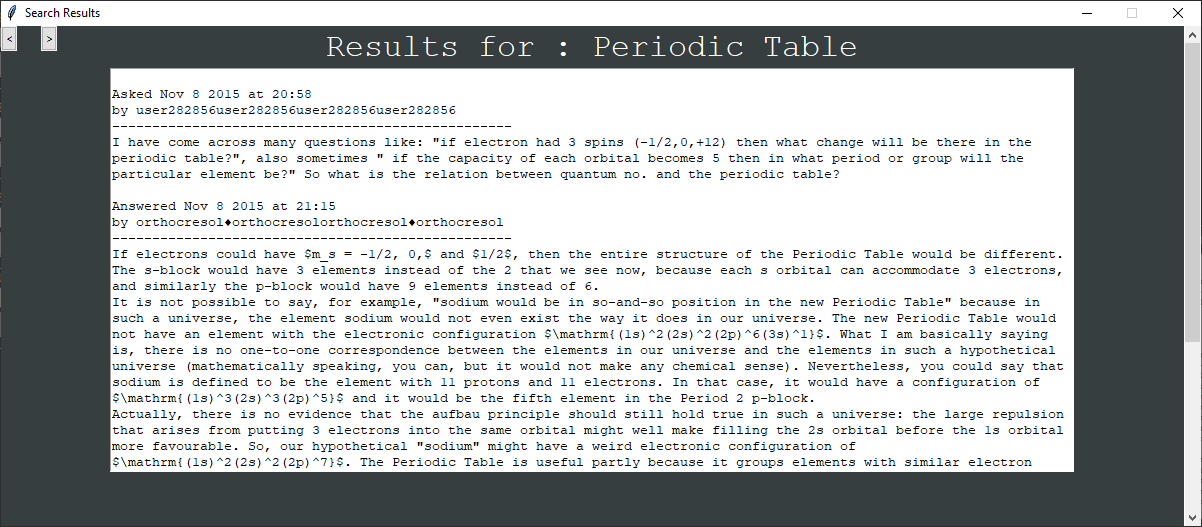 Search Results
< >
Results for : Periodic Table
Asked Nov 8 2015 at 20:58
by user282856user282856user282856user282856
--------------------------------------------------
I have come across many questions like: "if electron had 3 spins (-1/2,0,+12) then what change will be there in the
periodic table?", also sometimes " if the capacity of each orbital becomes 5 then in what period or group will the
particular element be?" So what is the relation between quantum no. and the periodic table?
Answered Nov 8 2015 at 21:15
by orthocresol♦orthocresolorthocresol♦orthocresol
--------------------------------------------------
If electrons could have $m_s = -1/2, 0,$ and $1/2$, then the entire structure of the Periodic Table would be different.
The s-block would have 3 elements instead of the 2 that we see now, because each s orbital can accommodate 3 electrons,
and similarly the p-block would have 9 elements instead of 6.
It is not possible to say, for example, "sodium would be in so-and-so position in the new Periodic Table" because in
such a universe, the element sodium would not even exist the way it does in our universe. The new Periodic Table would
not have an element with the electronic configuration $\mathrm{(1s)^2(2s)^2(2p)^6(3s)^1}$. What I am basically saying
is, there is no one-to-one correspondence between the elements in our universe and the elements in such a hypothetical
universe (mathematically speaking, you can, but it would not make any chemical sense). Nevertheless, you could say that
sodium is defined to be the element with 11 protons and 11 electrons. In that case, it would have a configuration of
$\mathrm{(1s)^3(2s)^3(2p)^5}$ and it would be the fifth element in the Period 2 p-block.
Actually, there is no evidence that the aufbau principle should still hold true in such a universe: the large repulsion
that arises from putting 3 electrons into the same orbital might well make filling the 2s orbital before the 1s orbital
more favourable. So, our hypothetical "sodium" might have a weird electronic configuration of
$\mathrm{(1s)^2(2s)^2(2p)^7}$. The Periodic Table is useful partly because it groups elements with similar electron